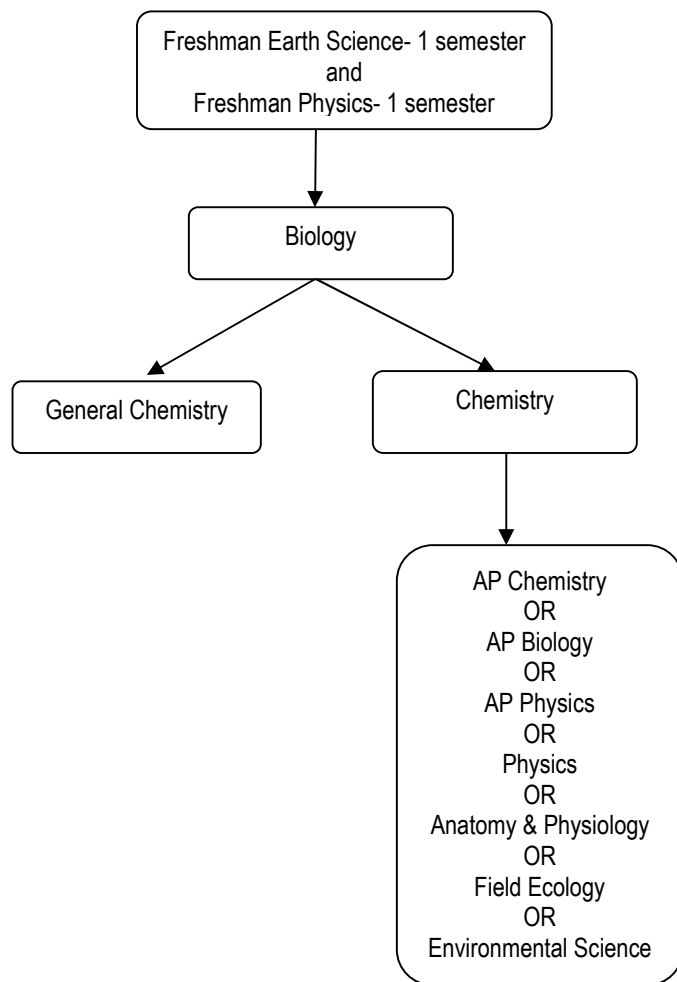 Freshman Earth Science- 1 semester
and
Freshman Physics- 1 semester
Biology
General Chemistry
Chemistry
AP Chemistry
OR
AP Biology
OR
AP Physics
OR
Physics
OR
Anatomy & Physiology
OR
Field Ecology
OR
Environmental Science